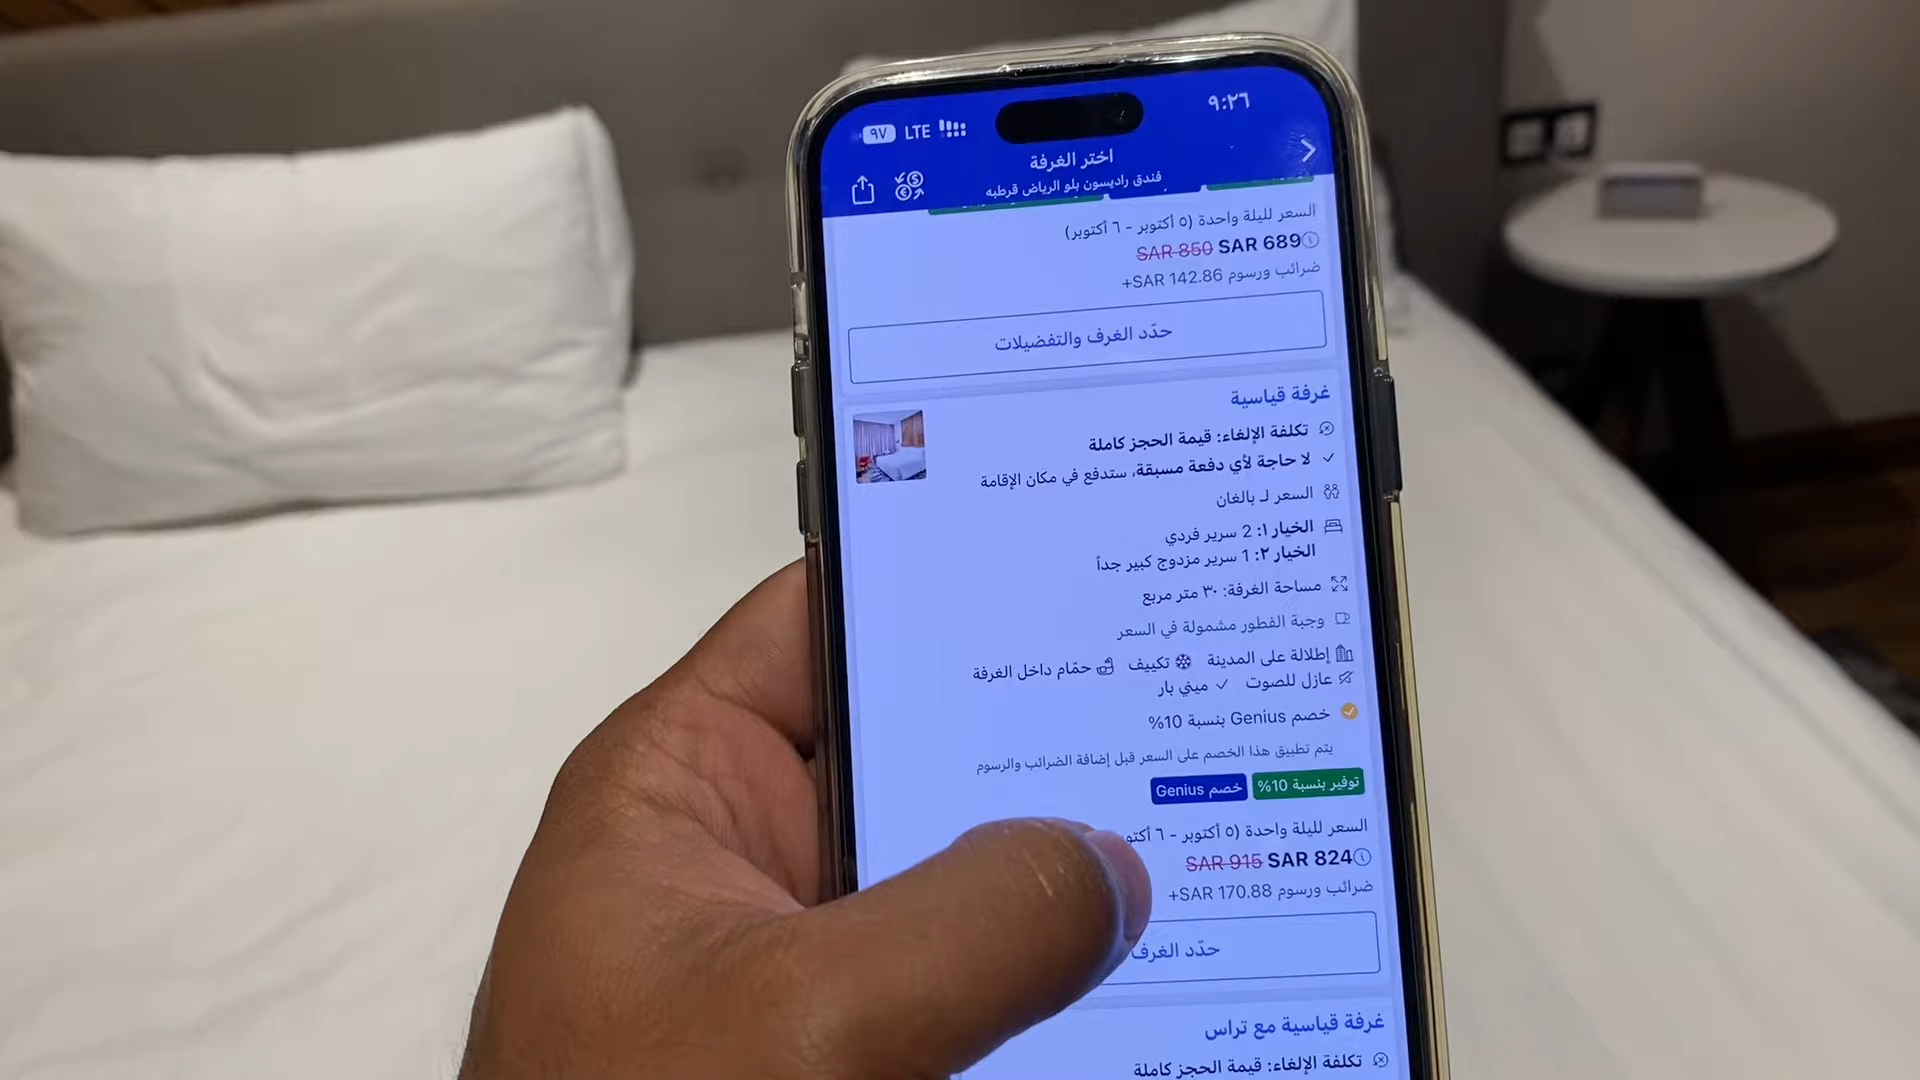 ٩:٢٦
LTE ٩٧
اختر الغرفة
فندق راديسون بلو الرياض قرطبه
السعر لليلة واحدة (٥ أكتوبر - ٦ أكتوبر)
SAR 850 SAR 689
+SAR 142.86 ضرائب ورسوم
حدّد الغرف والتفضيلات
غرفة قياسية
تكلفة الإلغاء: قيمة الحجز كاملة
لا حاجة لأي دفعة مسبقة، ستدفع في مكان الإقامة
السعر لـ بالغان
الخيار ١: 2 سرير فردي
الخيار ٢: 1 سرير مزدوج كبير جداً
مساحة الغرفة: ٣٠ متر مربع
وجبة الفطور مشمولة في السعر
إطلالة على المدينة تكييف حمّام داخل الغرفة
عازل للصوت ميني بار
خصم Genius بنسبة 10%
يتم تطبيق هذا الخصم على السعر قبل إضافة الضرائب والرسوم
توفير بنسبة 10% خصم Genius
السعر لليلة واحدة (٥ أكتوبر - ٦ أكتو
SAR 915 SAR 824
+SAR 170.88 ضرائب ورسوم
حدّد الغرف
غرفة قياسية مع تراس
تكلفة الإلغاء: قيمة الحجز كاملة